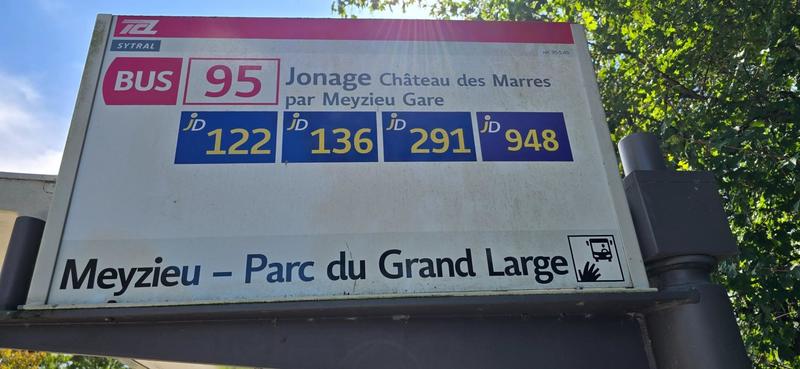 TCL
SYTRAL
BUS 95 Jonage Château des Marres
par Meyzieu Gare
JD 122 JD 136 JD 291 JD 948
Meyzieu – Parc du Grand Large